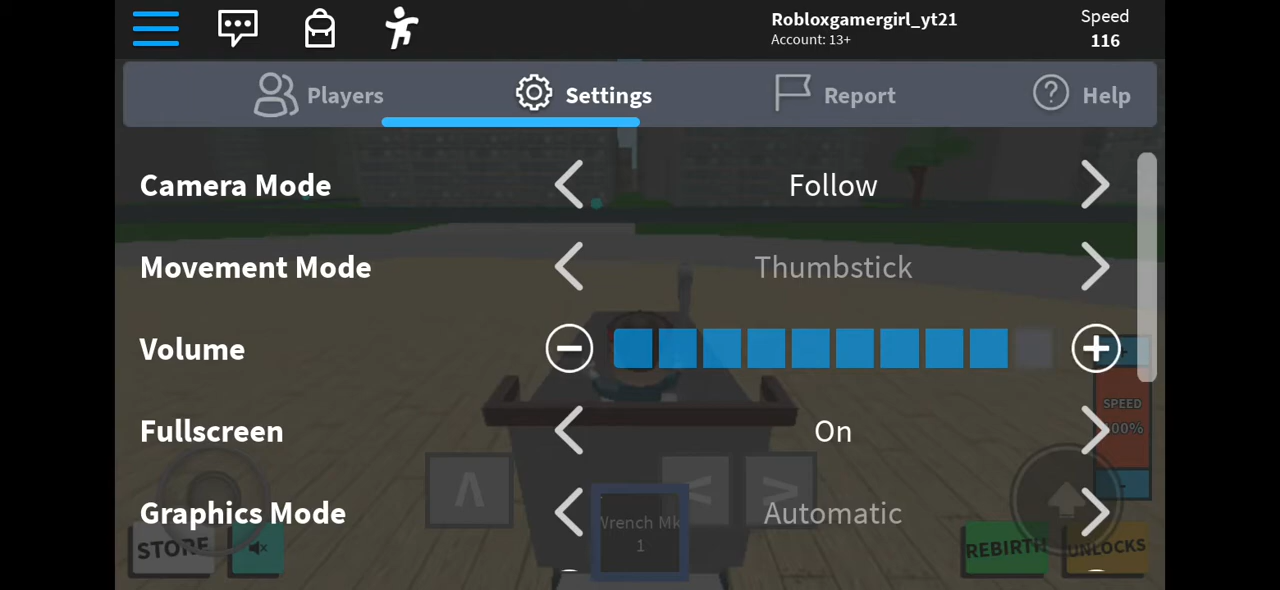 Robloxgamergirl_yt21
Account: 13+
Speed
116
Players
Settings
Report
Help
Camera Mode
Follow
Movement Mode
Thumbstick
Volume
Fullscreen
On
Graphics Mode
Automatic
SPEED
100%
Wrench Mk
1
STORE
REBIRTH
UNLOCKS